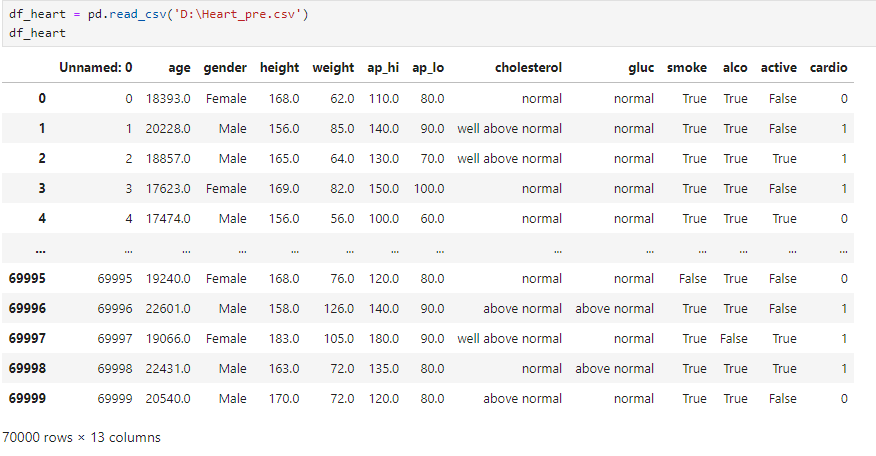 df_heart = pd.read_csv('D:\Heart_pre.csv')
df_heart
Unnamed: 0 age gender height weight ap_hi ap_lo cholesterol gluc smoke alco active cardio
0 0 18393.0 Female 168.0 62.0 110.0 80.0 normal normal True True False 0
1 1 20228.0 Male 156.0 85.0 140.0 90.0 well above normal normal True True False 1
2 2 18857.0 Male 165.0 64.0 130.0 70.0 well above normal normal True True True 1
3 3 17623.0 Female 169.0 82.0 150.0 100.0 normal normal True True False 1
4 4 17474.0 Male 156.0 56.0 100.0 60.0 normal normal True True True 0
... ... ... ... ... ... ... ... ... ... ... ... ... ...
69995 69995 19240.0 Female 168.0 76.0 120.0 80.0 normal normal False True False 0
69996 69996 22601.0 Male 158.0 126.0 140.0 90.0 above normal above normal True True False 1
69997 69997 19066.0 Female 183.0 105.0 180.0 90.0 well above normal normal True False True 1
69998 69998 22431.0 Male 163.0 72.0 135.0 80.0 normal above normal True True True 1
69999 69999 20540.0 Male 170.0 72.0 120.0 80.0 above normal normal True True False 0
70000 rows × 13 columns